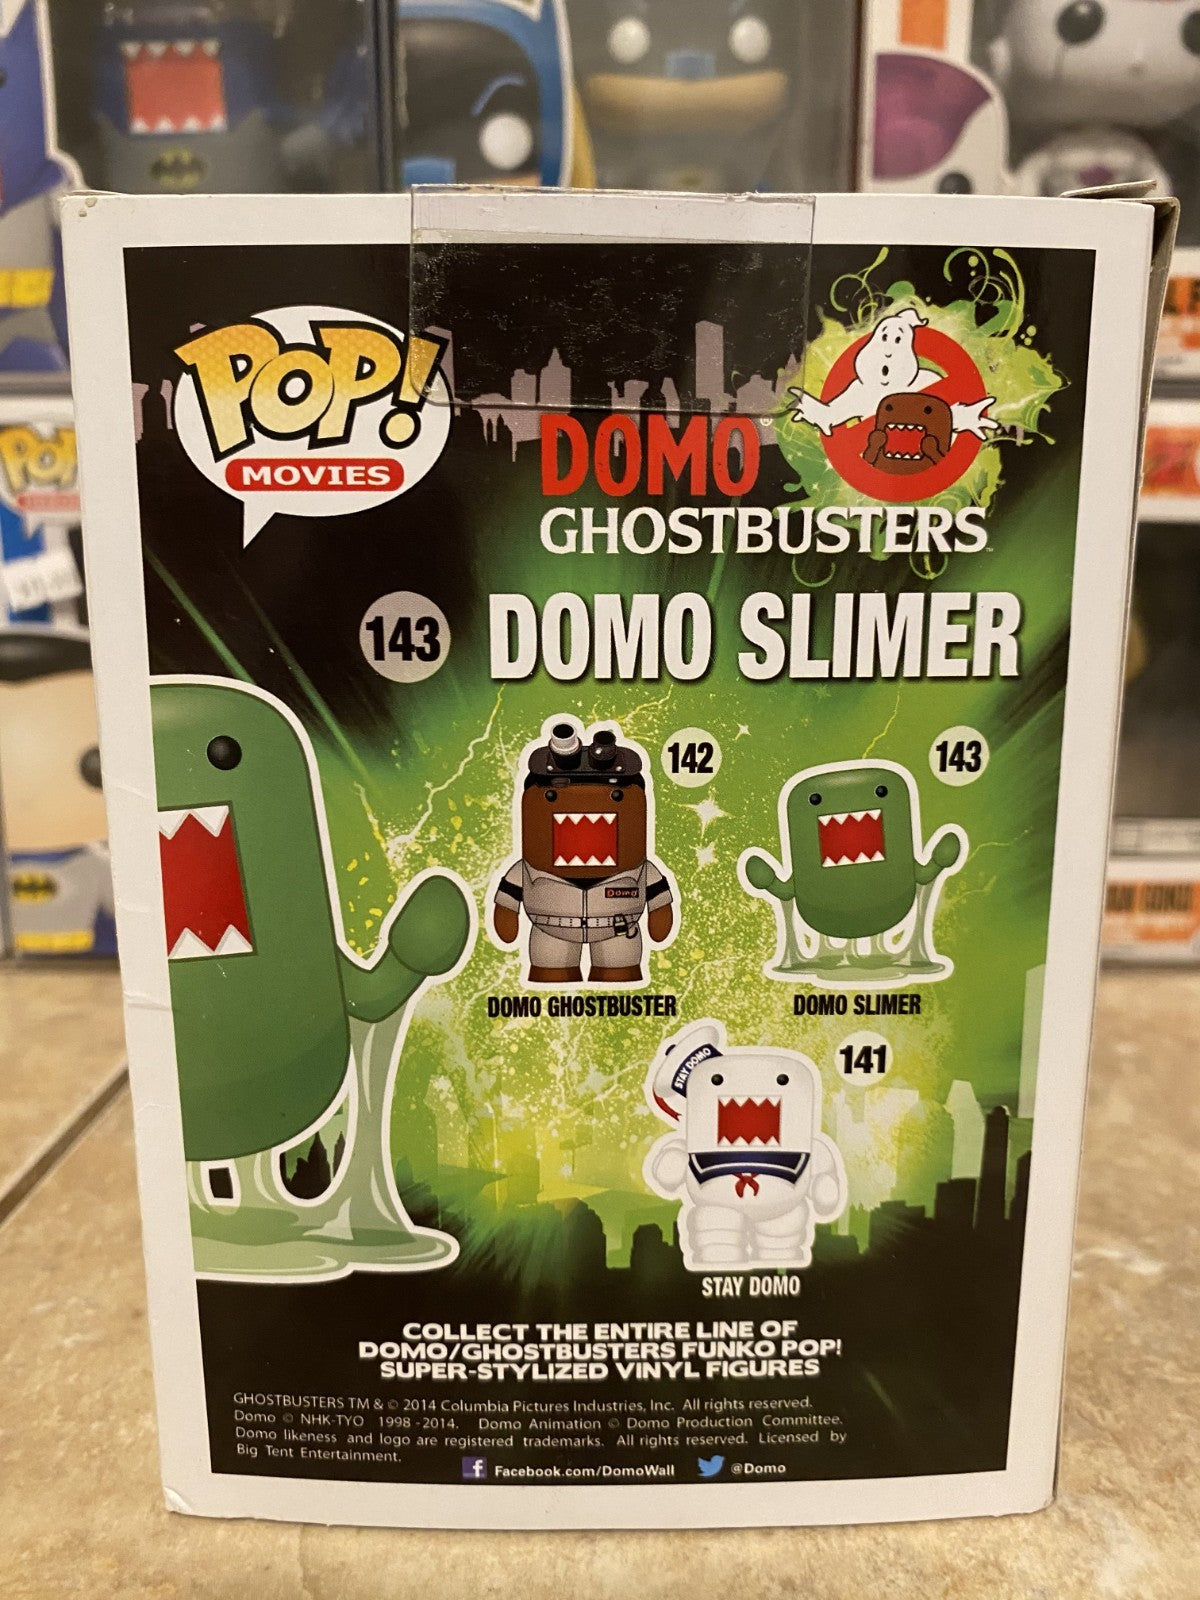 POP!
MOVIES
DOMO
GHOSTBUSTERS
143 DOMO SLIMER
142
143
Domo
DOMO GHOSTBUSTER
DOMO SLIMER
STAY DOMO
141
STAY DOMO
COLLECT THE ENTIRE LINE OF
DOMO/GHOSTBUSTERS FUNKO POP!
SUPER-STYLIZED VINYL FIGURES
GHOSTBUSTERS TM & © 2014 Columbia Pictures Industries, Inc. All rights reserved.
Domo © NHK-TYO 1998-2014. Domo Animation © Domo Production Committee.
Domo likeness and logo are registered trademarks. All rights reserved. Licensed by
Big Tent Entertainment.
f Facebook.com/DomoWall @Domo